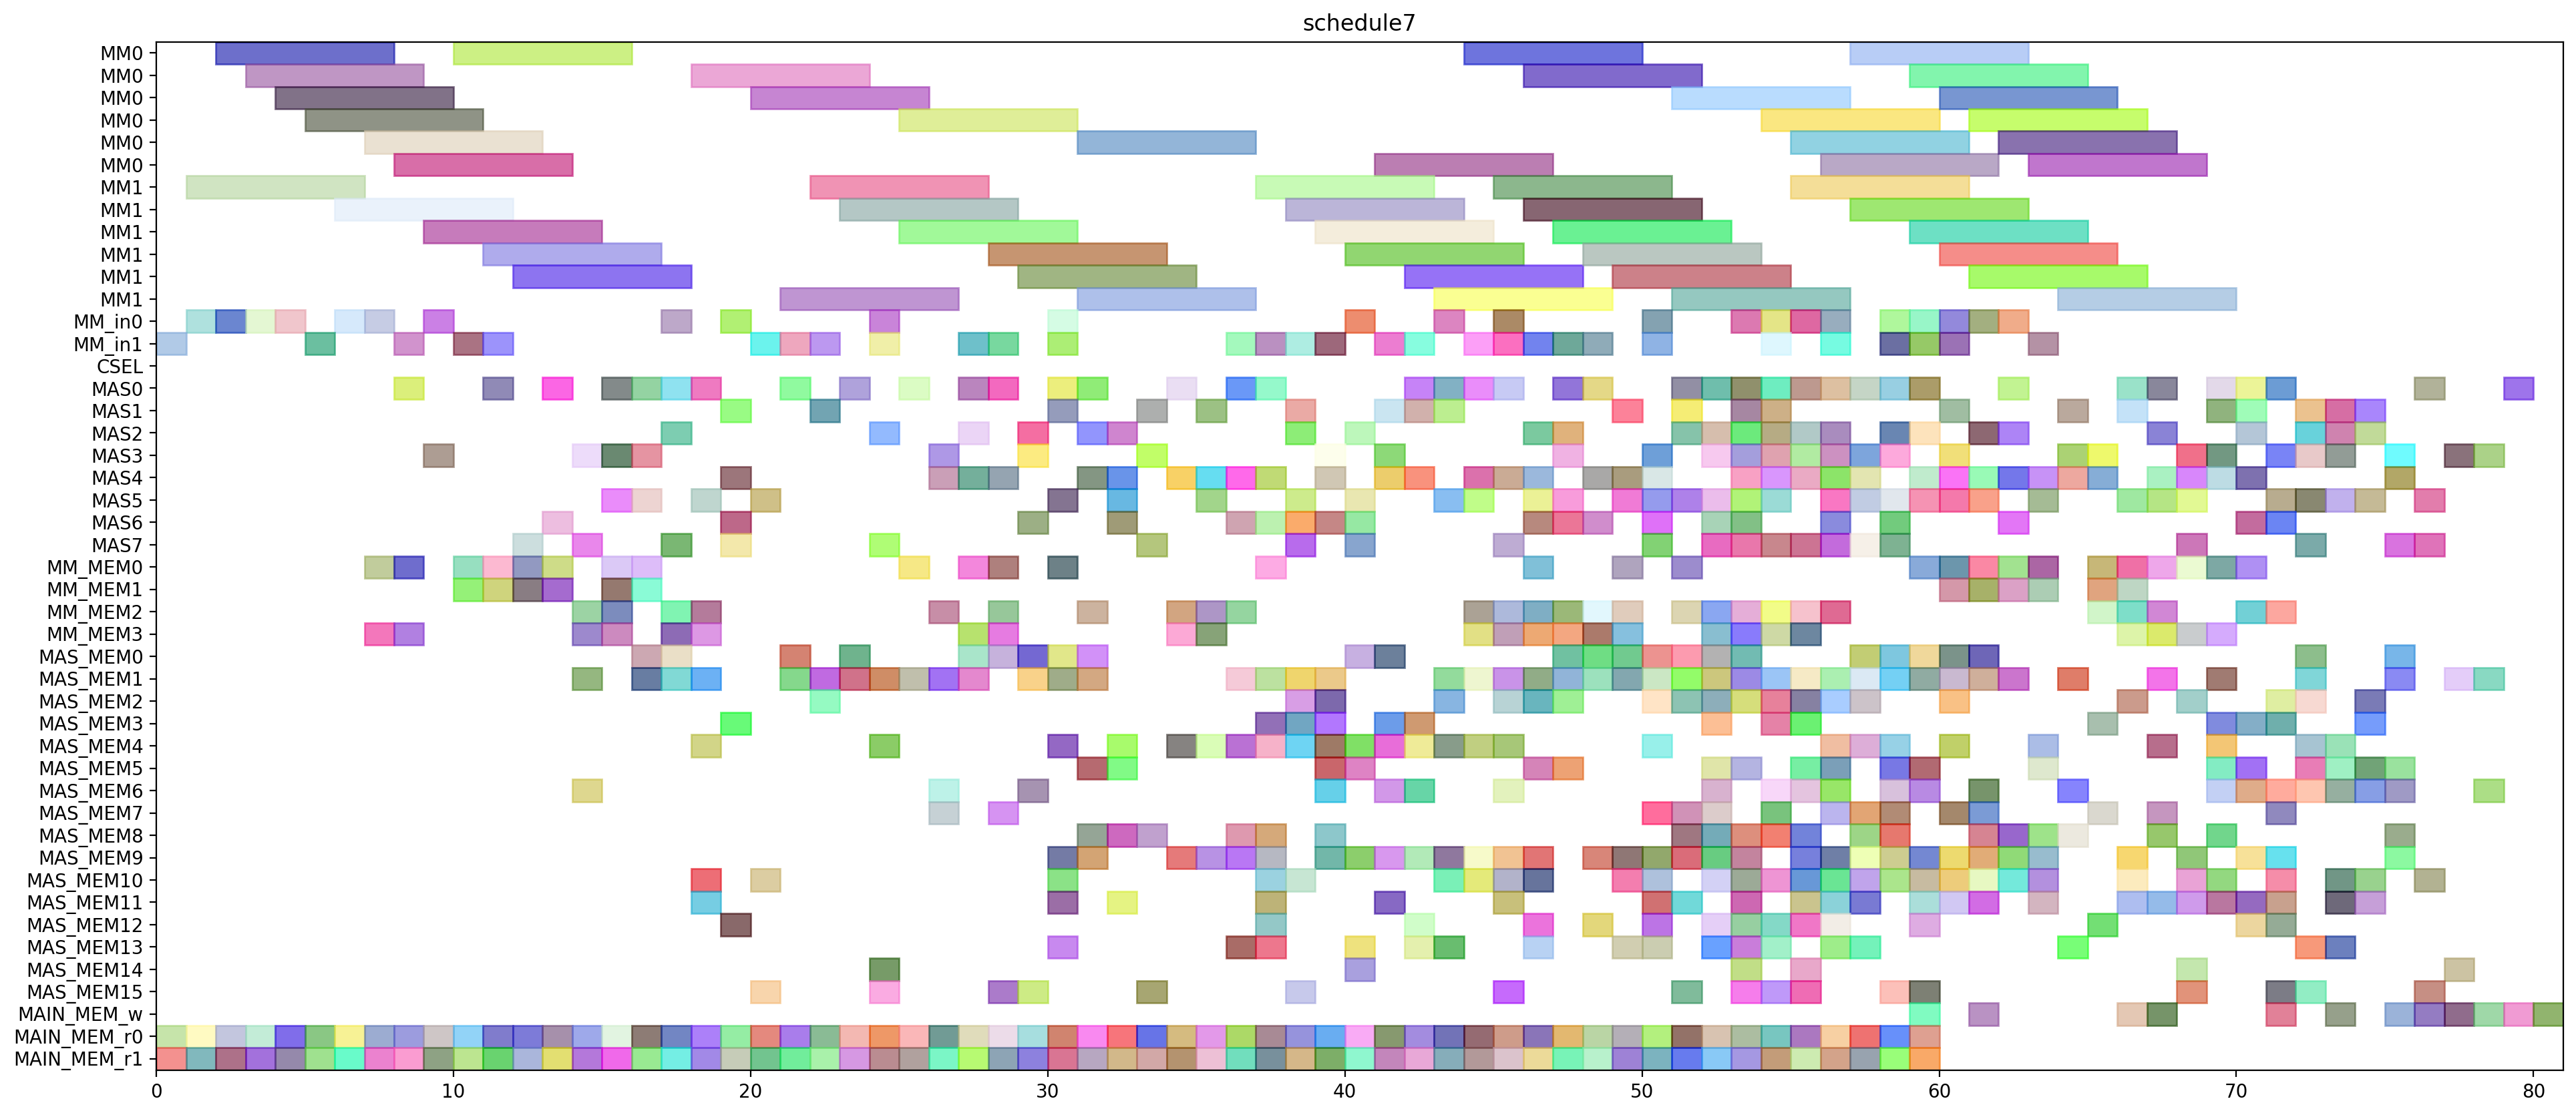 schedule7
MM0
MM0
MM0
MM0
MM0
MM0
MM1
MM1
MM1
MM1
MM1
MM1
MM_in0
MM_in1
CSEL
MAS0
MAS1
MAS2
MAS3
MAS4
MAS5
MAS6
MAS7
MM_MEM0
MM_MEM1
MM_MEM2
MM_MEM3
MAS_MEM0
MAS_MEM1
MAS_MEM2
MAS_MEM3
MAS_MEM4
MAS_MEM5
MAS_MEM6
MAS_MEM7
MAS_MEM8
MAS_MEM9
MAS_MEM10
MAS_MEM11
MAS_MEM12
MAS_MEM13
MAS_MEM14
MAS_MEM15
MAIN_MEM_w
MAIN_MEM_r0
MAIN_MEM_r1
0 10 20 30 40 50 60 70 80